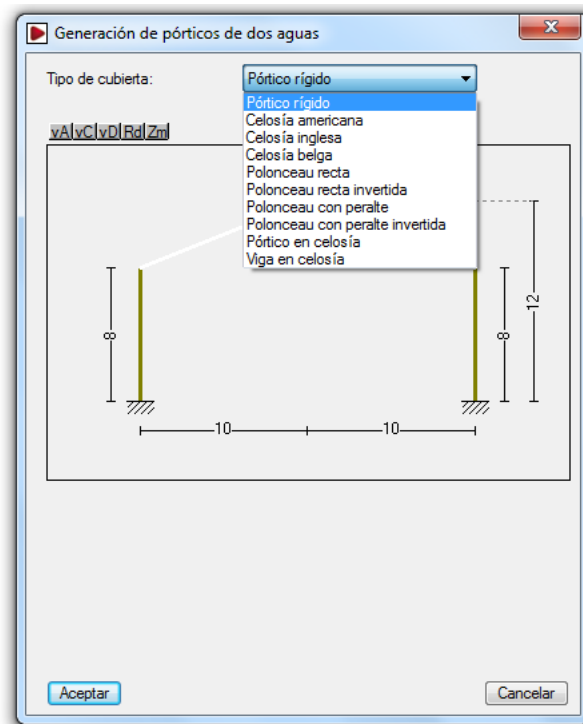 Generación de pórticos de dos aguas
Tipo de cubierta:
Pórtico rígido
Pórtico rígido
Celosía americana
Celosía inglesa
Celosía belga
Polonceau recta
Polonceau recta invertida
Polonceau con peralte
Polonceau con peralte invertida
Pórtico en celosía
Viga en celosía
vA vC vD Rd Zm
8
8
12
10
10
Aceptar
Cancelar